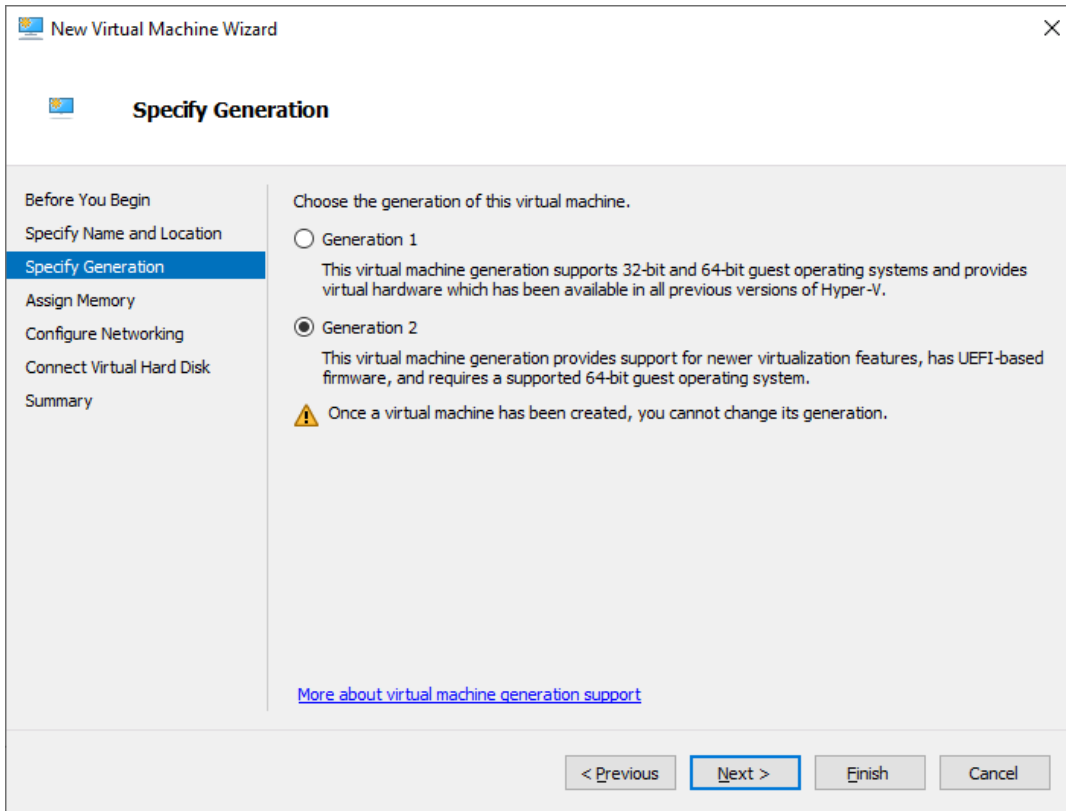 New Virtual Machine Wizard
Specify Generation
Before You Begin
Specify Name and Location
Specify Generation
Assign Memory
Configure Networking
Connect Virtual Hard Disk
Summary
Choose the generation of this virtual machine.
Generation 1
This virtual machine generation supports 32-bit and 64-bit guest operating systems and provides
virtual hardware which has been available in all previous versions of Hyper-V.
Generation 2
This virtual machine generation provides support for newer virtualization features, has UEFI-based
firmware, and requires a supported 64-bit guest operating system.
Once a virtual machine has been created, you cannot change its generation.
More about virtual machine generation support
< Previous
Next >
Finish
Cancel